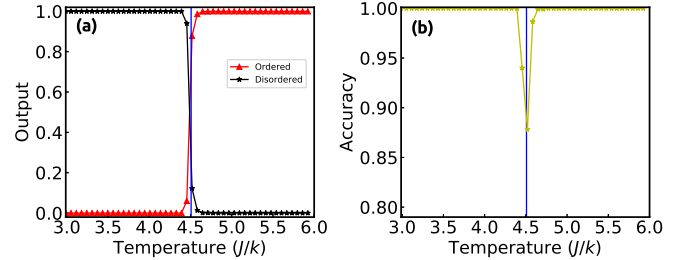 (a)
Output
1.0
0.8
0.6
0.4
0.2
0.0
Ordered
Disordered
3.0 3.5 4.0 4.5 5.0 5.5 6.0
Temperature (J/k)
(b)
Accuracy
1.00
0.95
0.90
0.85
0.80
3.0 3.5 4.0 4.5 5.0 5.5 6.0
Temperature (J/k)